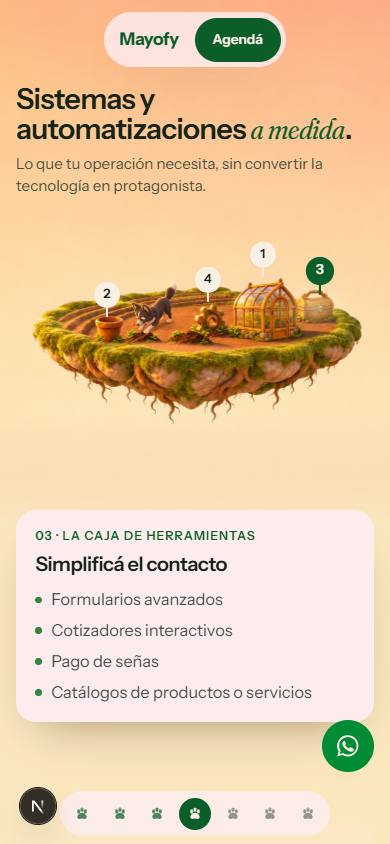 Mayofy
Agendá
Sistemas y
automatizaciones a medida.
Lo que tu operación necesita, sin convertir la
tecnología en protagonista.
1
3
4
2
03 · LA CAJA DE HERRAMIENTAS
Simplificá el contacto
Formularios avanzados
Cotizadores interactivos
Pago de señas
Catálogos de productos o servicios
N